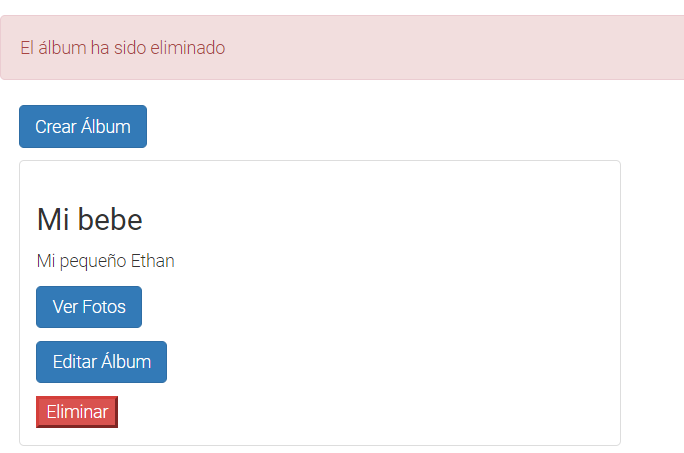 El álbum ha sido eliminado
Crear Álbum
Mi bebe
Mi pequeño Ethan
Ver Fotos
Editar Álbum
Eliminar